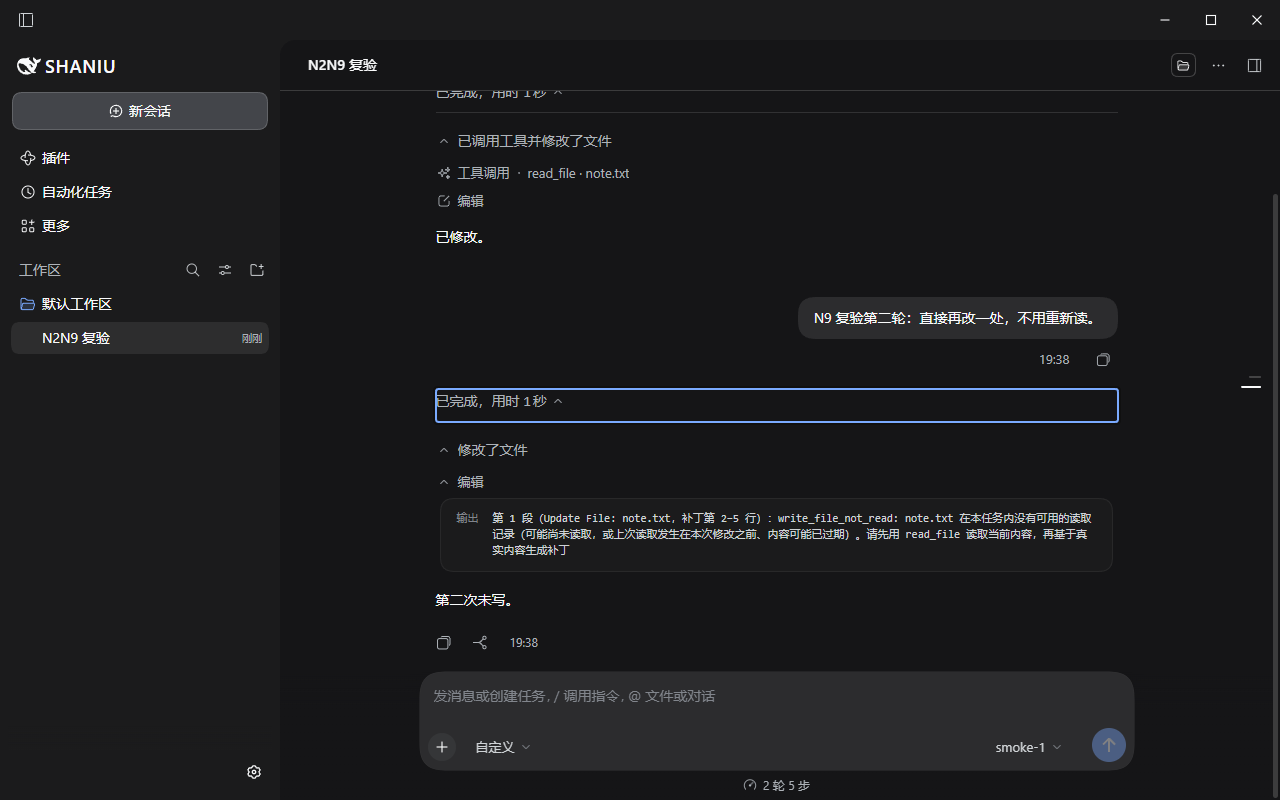 SHANIU
新会话
插件
自动化任务
更多
工作区
默认工作区
N2N9 复验
刚刚
N2N9 复验
已完成，用时 1 秒
已调用工具并修改了文件
工具调用 · read_file · note.txt
编辑
已修改。
N9 复验第二轮：直接再改一处，不用重新读。
19:38
已完成，用时 1 秒
修改了文件
编辑
输出 第 1 段（Update File: note.txt，补丁第 2–5 行）：write_file_not_read: note.txt 在本任务内没有可用的读取
记录（可能尚未读取，或上次读取发生在本次修改之前、内容可能已过期）。请先用 read_file 读取当前内容，再基于真
实内容生成补丁
第二次未写。
19:38
发消息或创建任务, / 调用指令, @ 文件或对话
自定义
smoke-1
2 轮 5 步